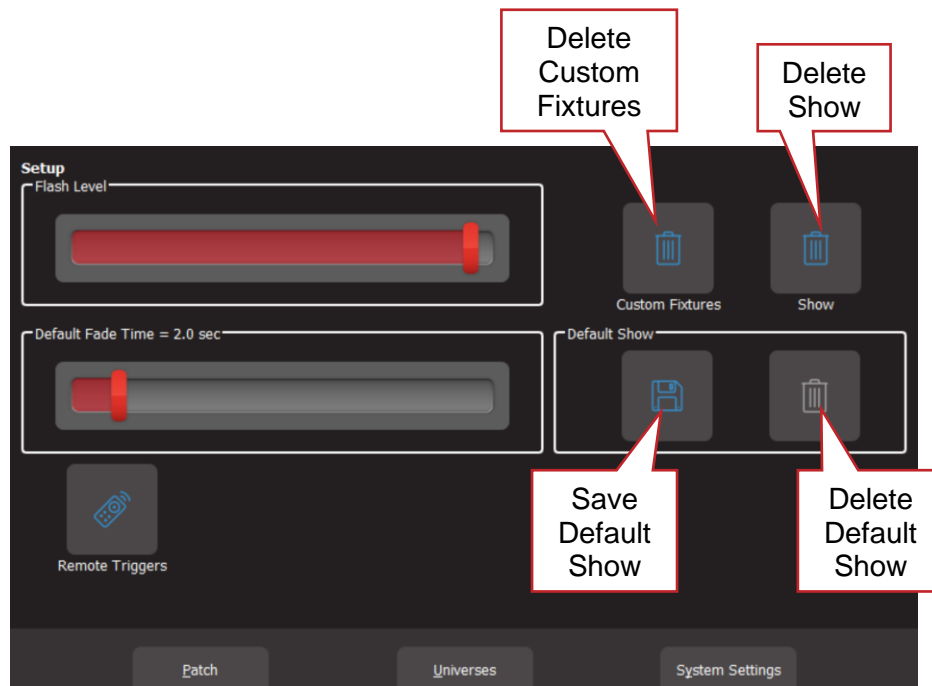 Delete
Custom
Fixtures
Delete
Show
Setup
Flash Level
Custom Fixtures
Show
Default Fade Time = 2.0 sec
Default Show
Save
Default
Show
Delete
Default
Show
Remote Triggers
Patch
Universes
System Settings